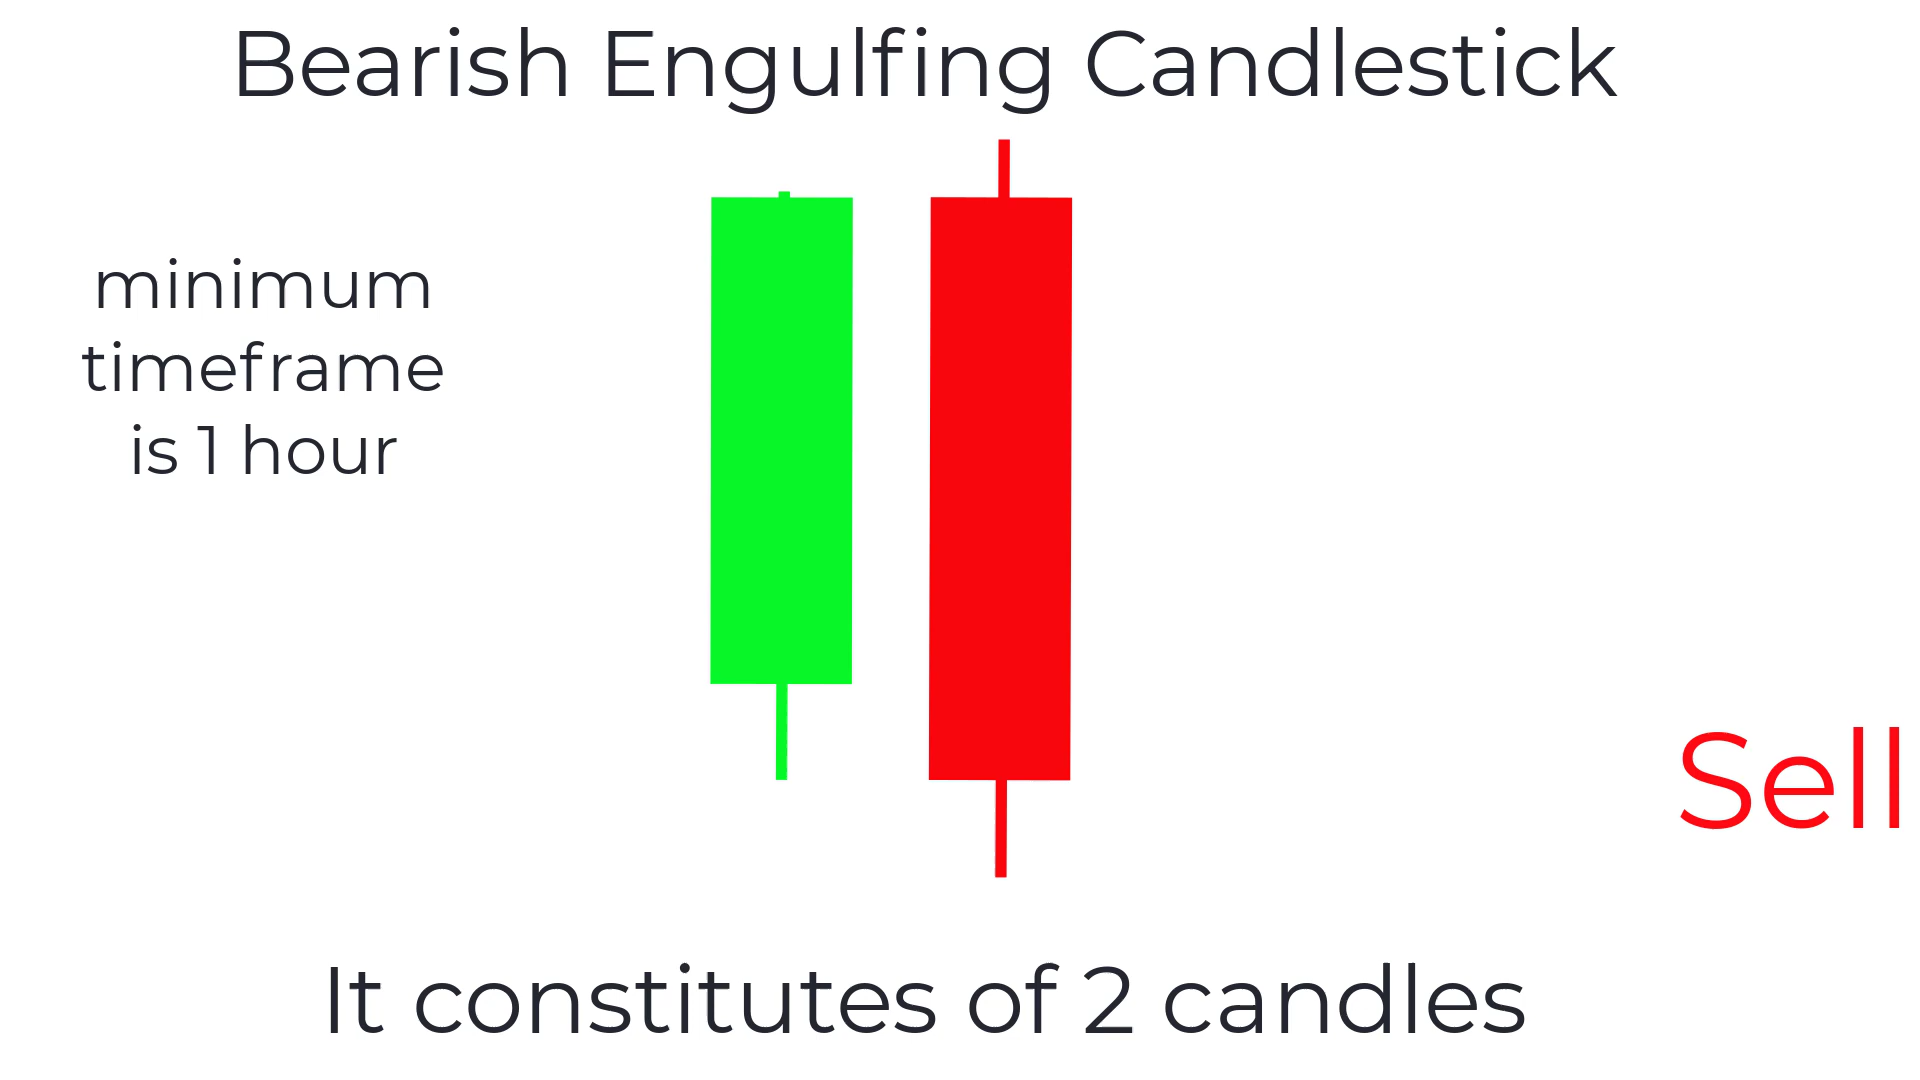 Bearish Engulfing Candlestick
minimum
timeframe
is 1 hour
Sell
It constitutes of 2 candles